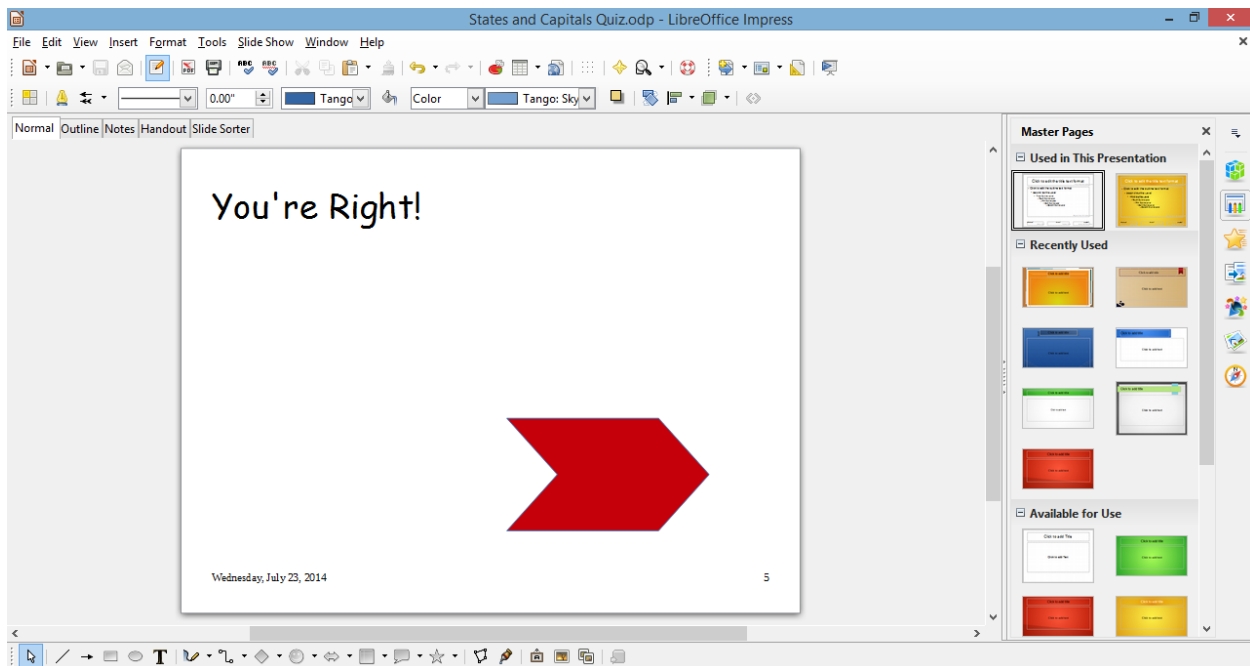 States and Capitals Quiz.odp - LibreOffice Impress
File Edit View Insert Format Tools Slide Show Window Help
0.00" Tango Color Tango: Sky
Normal Outline Notes Handout Slide Sorter
Master Pages
Used in This Presentation
Recently Used
Available for Use
You're Right!
Wednesday, July 23, 2014
5